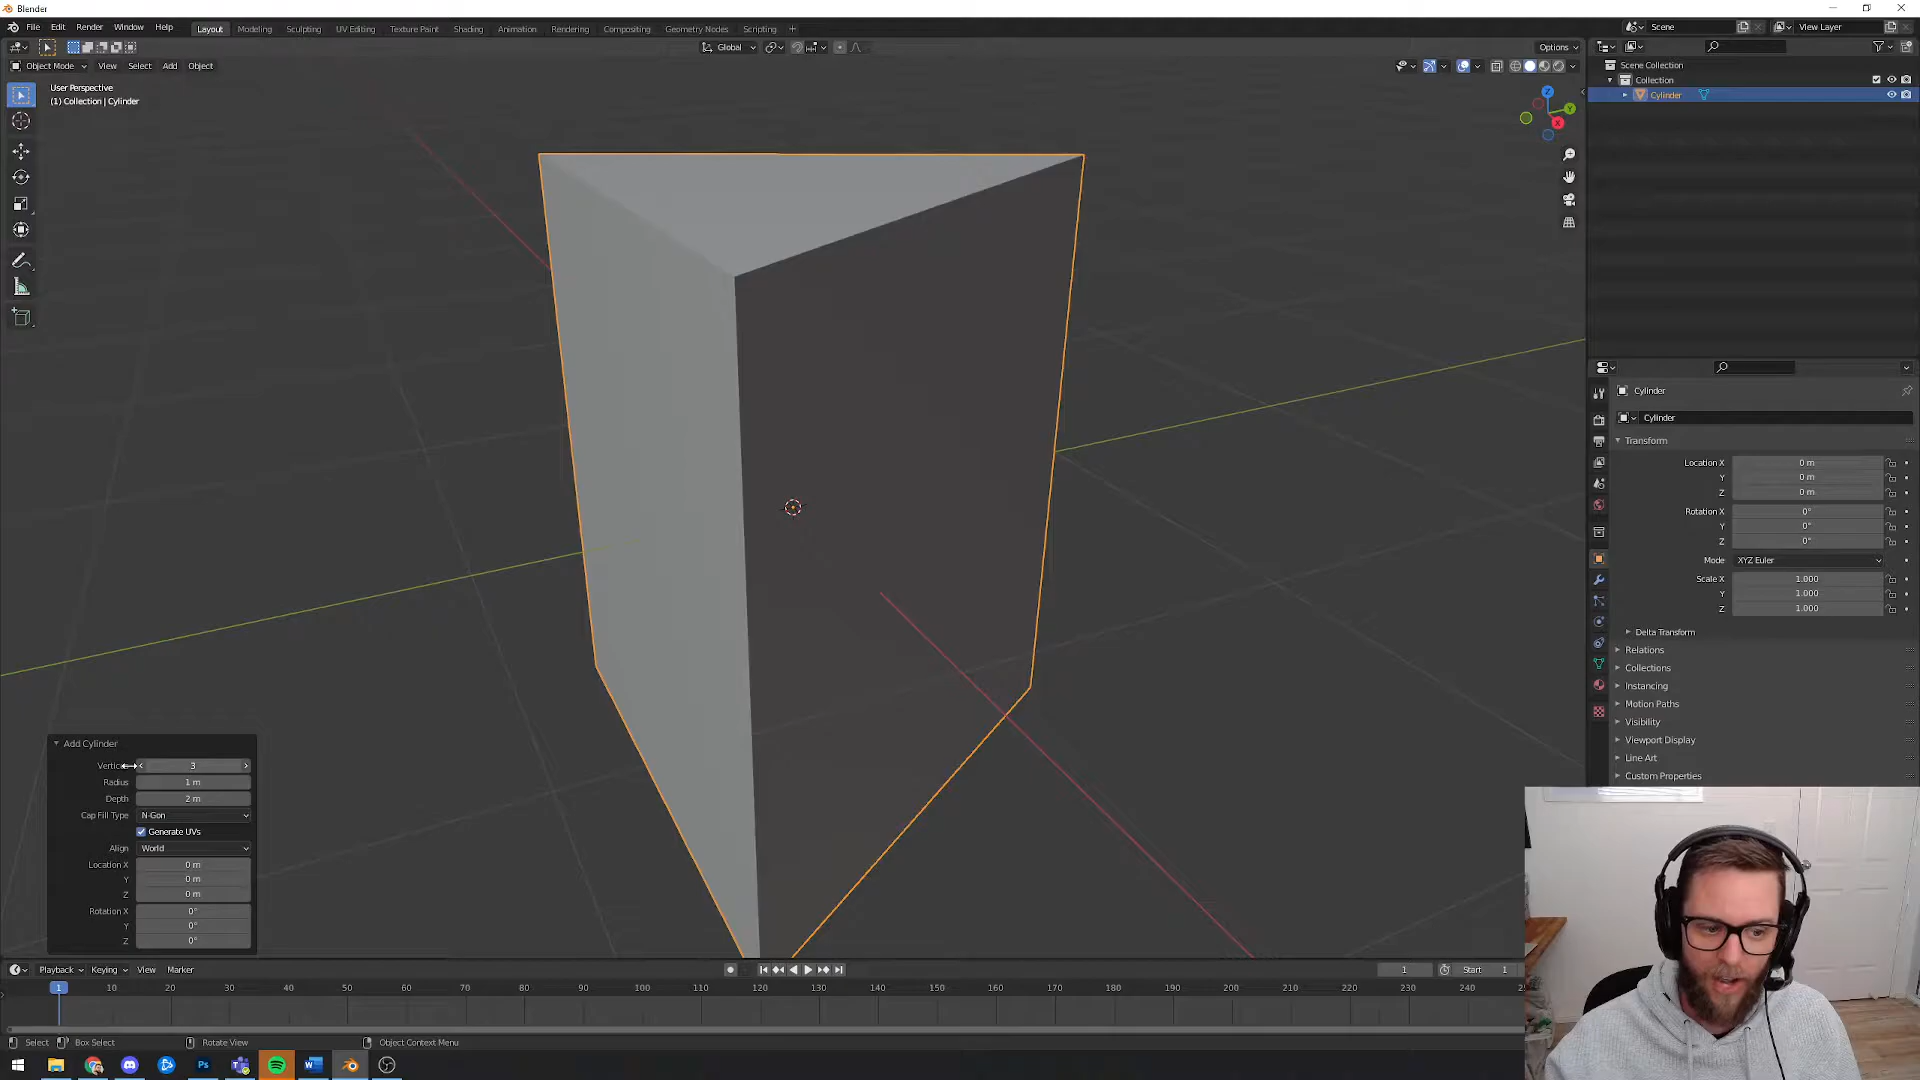 Blender
File Edit Render Window Help
Layout Modeling Sculpting UV Editing Texture Paint Shading Animation Rendering Compositing Geometry Nodes Scripting +
Scene
View Layer
Global
Options
Object Mode View Select Add Object
User Perspective
(1) Collection | Cylinder
Z
Y
X
Scene Collection
Collection
Cylinder
Cylinder
Cylinder
Transform
Location X 0 m
Y 0 m
Z 0 m
Rotation X 0°
Y 0°
Z 0°
Mode XYZ Euler
Scale X 1.000
Y 1.000
Z 1.000
Delta Transform
Relations
Collections
Instancing
Motion Paths
Visibility
Viewport Display
Line Art
Custom Properties
Add Cylinder
3
Radius 1 m
Depth 2 m
Cap Fill Type N-Gon
Generate UVs
Align World
Location X 0 m
Y 0 m
Z 0 m
Rotation X 0°
Y 0°
Z 0°
Playback Keying View Marker
1 Start 1
1 10 20 30 40 50 60 70 80 90 100 110 120 130 140 150 160 170 180 190 200 210 220 230 240
Select Box Select Rotate View Object Context Menu